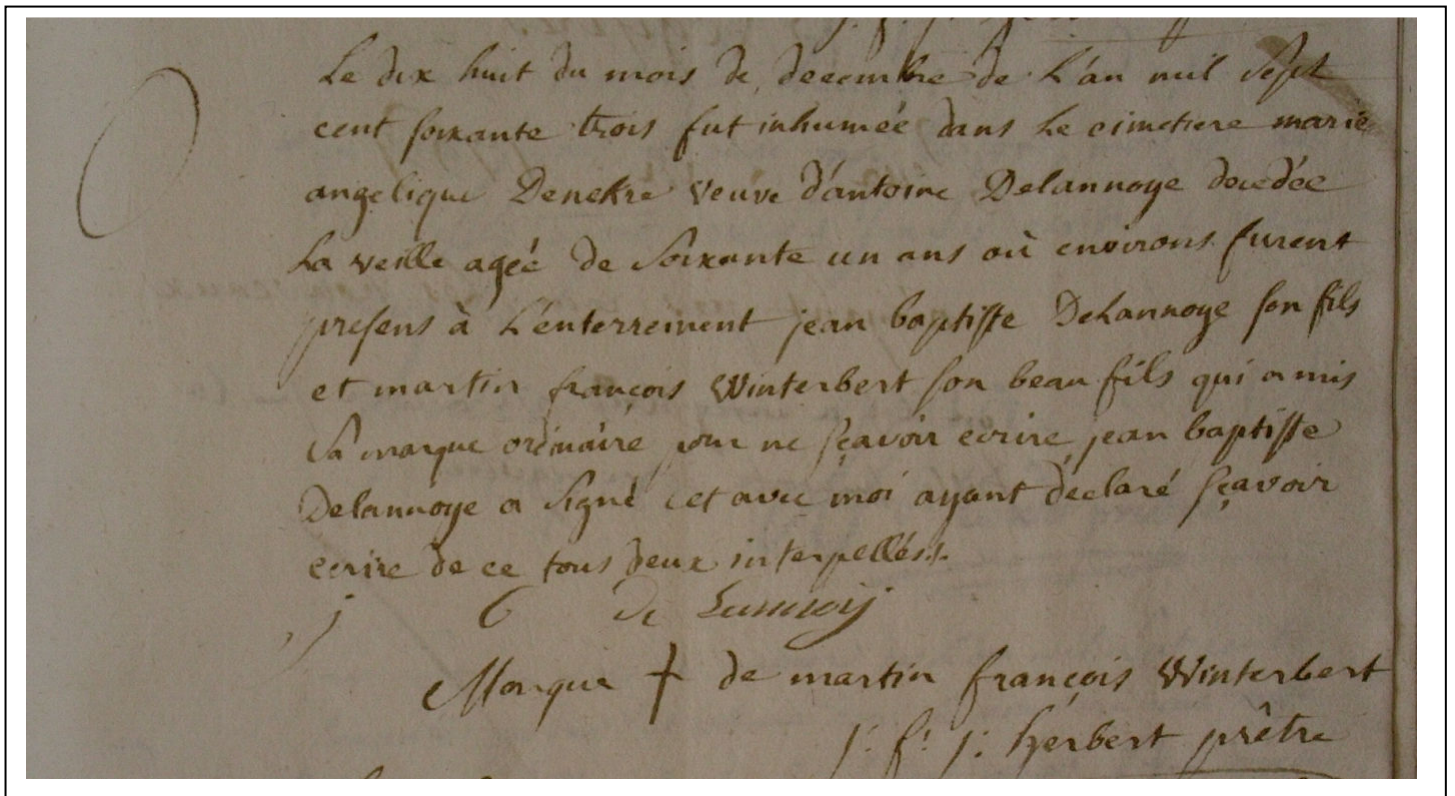 Le dix huit du mois de decembre de L'an mil sept
cent soixante trois fut inhumée dans Le cimetiere marie
angelique Denekre veuve d'antoine Delannoye decedée
La veille agée de soixante un ans où environs furent
presens à L'enterrement jean baptiste DeLannoye son fils
et martin françois Winterbert son beau fils qui a mis
sa marque ordinaire pour ne sçavoir ecrire jean baptiste
Delannoye a signé cet avec moi ayant déclaré sçavoir
ecrire de ce tous deux interpellés.
j b de Lannoij
Marque + de martin françois Winterbert
j: f: j: herbert prêtre